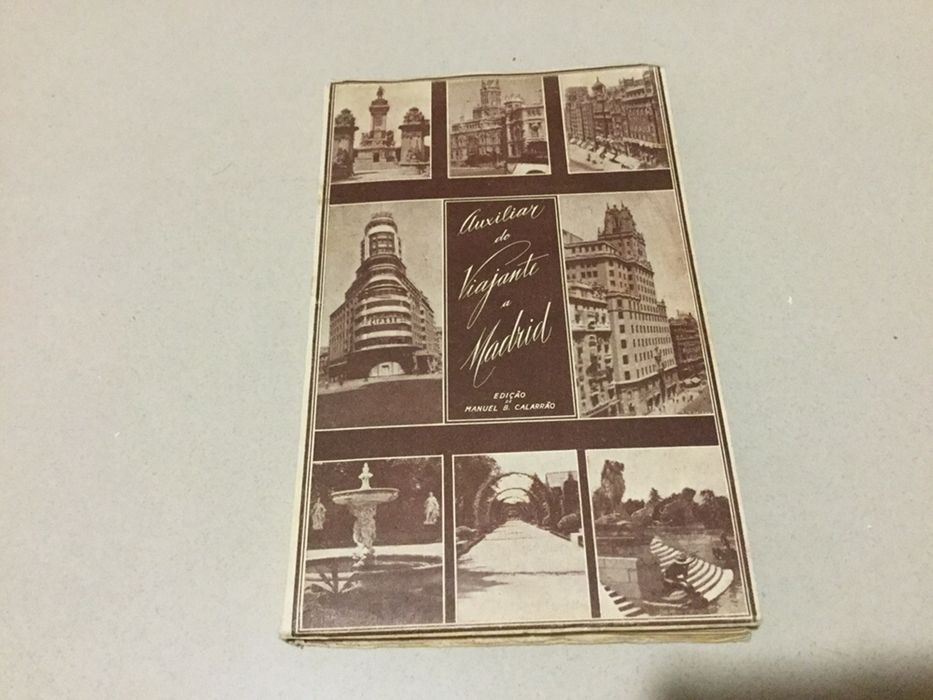 Auxiliar
do
Viajante
a
Madrid
EDIÇÃO
DE
MANUEL B. CALARRÃO